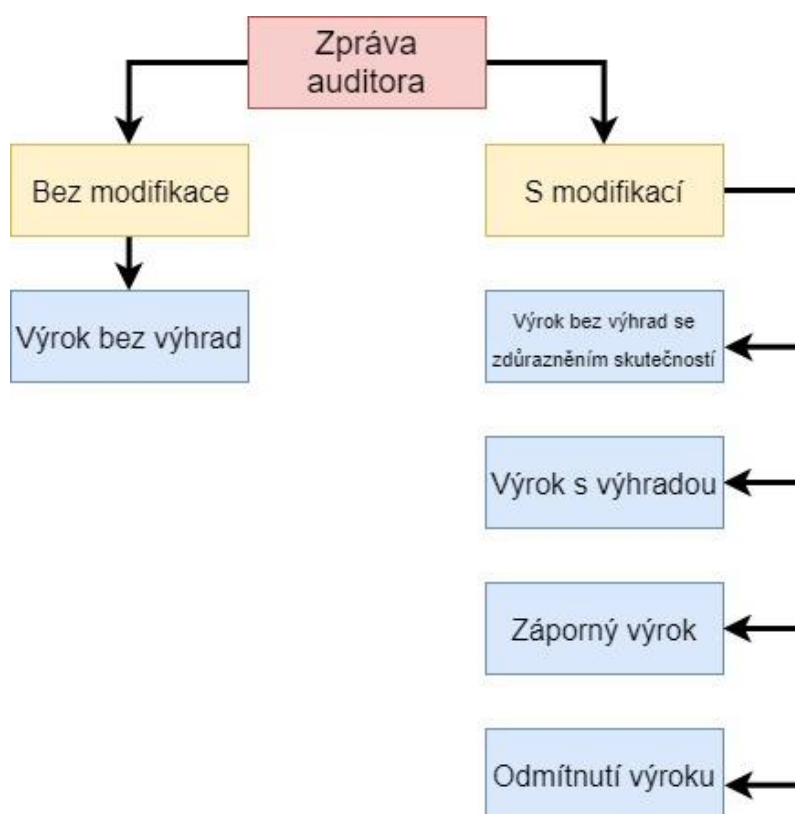 Zpráva
auditora
Bez modifikace
S modifikací
Výrok bez výhrad
Výrok bez výhrad se
zdůrazněním skutečností
Výrok s výhradou
Záporný výrok
Odmítnutí výroku